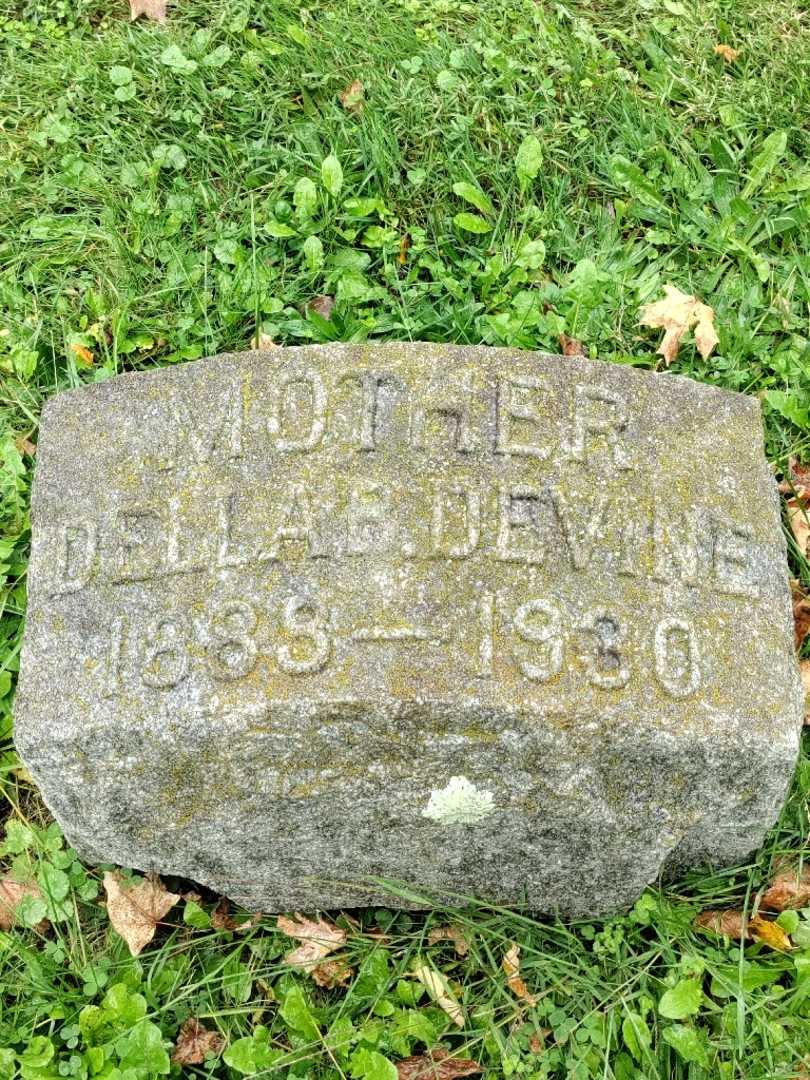 MOTHER
DELLA B. DEVINE
1888 — 1930